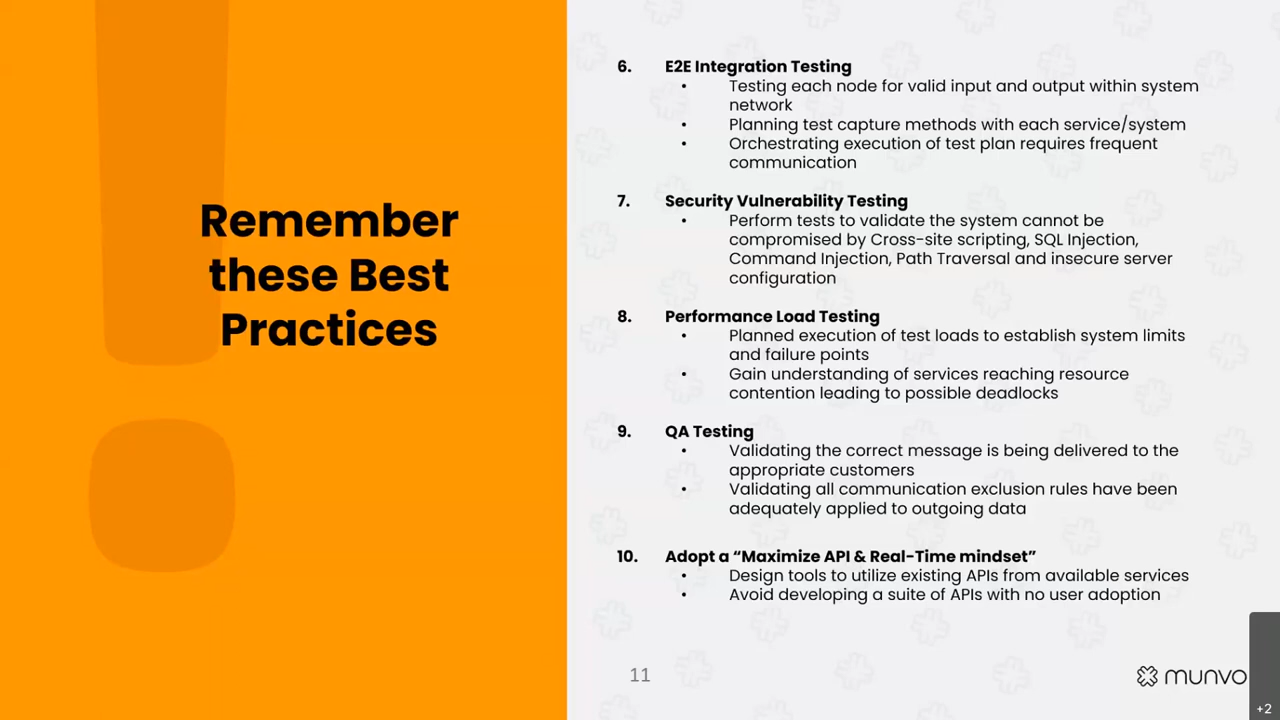 Remember
these Best
Practices
6. E2E Integration Testing
• Testing each node for valid input and output within system
network
• Planning test capture methods with each service/system
• Orchestrating execution of test plan requires frequent
communication
7. Security Vulnerability Testing
• Perform tests to validate the system cannot be
compromised by Cross-site scripting, SQL Injection,
Command Injection, Path Traversal and insecure server
configuration
8. Performance Load Testing
• Planned execution of test loads to establish system limits
and failure points
• Gain understanding of services reaching resource
contention leading to possible deadlocks
9. QA Testing
• Validating the correct message is being delivered to the
appropriate customers
• Validating all communication exclusion rules have been
adequately applied to outgoing data
10. Adopt a “Maximize API & Real-Time mindset”
• Design tools to utilize existing APIs from available services
• Avoid developing a suite of APIs with no user adoption
11
munvo
+2